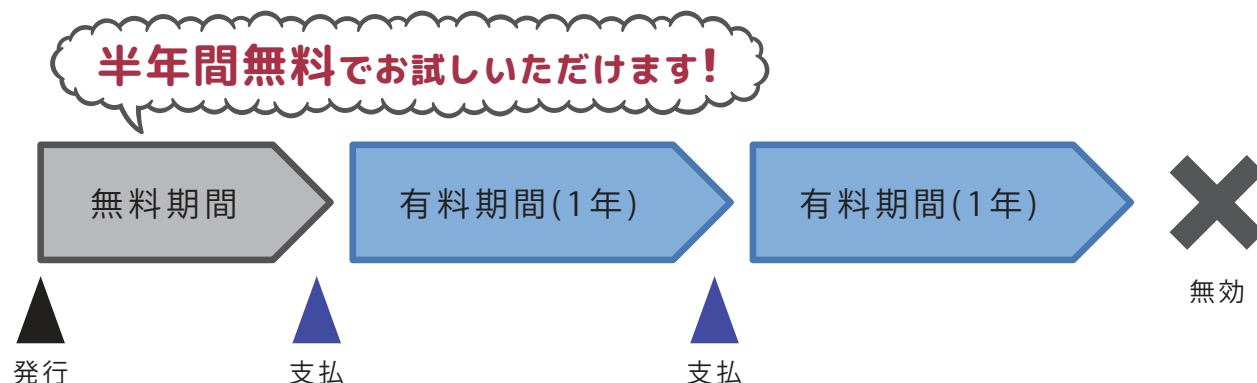 半年間無料でお試しいただけます!
無料期間
有料期間(1年)
有料期間(1年)
無効
発行
支払
支払